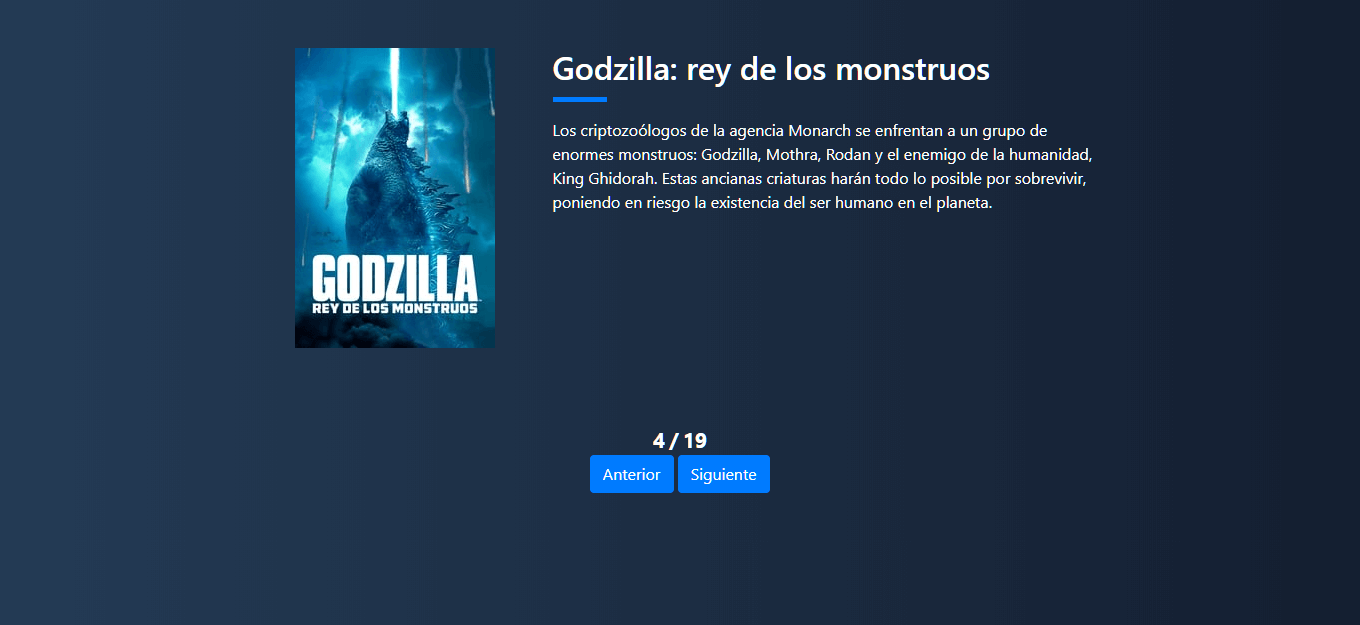 GODZILLA
REY DE LOS MONSTRUOS
Godzilla: rey de los monstruos
Los criptozoólogos de la agencia Monarch se enfrentan a un grupo de
enormes monstruos: Godzilla, Mothra, Rodan y el enemigo de la humanidad,
King Ghidorah. Estas ancianas criaturas harán todo lo posible por sobrevivir,
poniendo en riesgo la existencia del ser humano en el planeta.
4 / 19
Anterior Siguiente